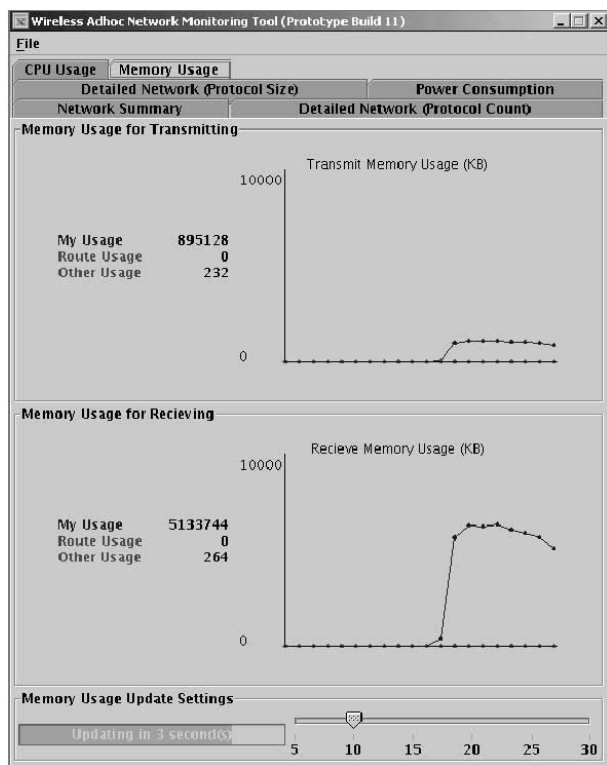 Wireless Adhoc Network Monitoring Tool (Prototype Build 11)
File
CPU Usage Memory Usage
Detailed Network (Protocol Size) Power Consumption
Network Summary Detailed Network (Protocol Count)
Memory Usage for Transmitting
Transmit Memory Usage (KB)
10000
My Usage 895128
Route Usage 0
Other Usage 232
0
Memory Usage for Recieving
Recieve Memory Usage (KB)
10000
My Usage 5133744
Route Usage 0
Other Usage 264
0
Memory Usage Update Settings
Updating in 3 second(s)
5 10 15 20 25 30